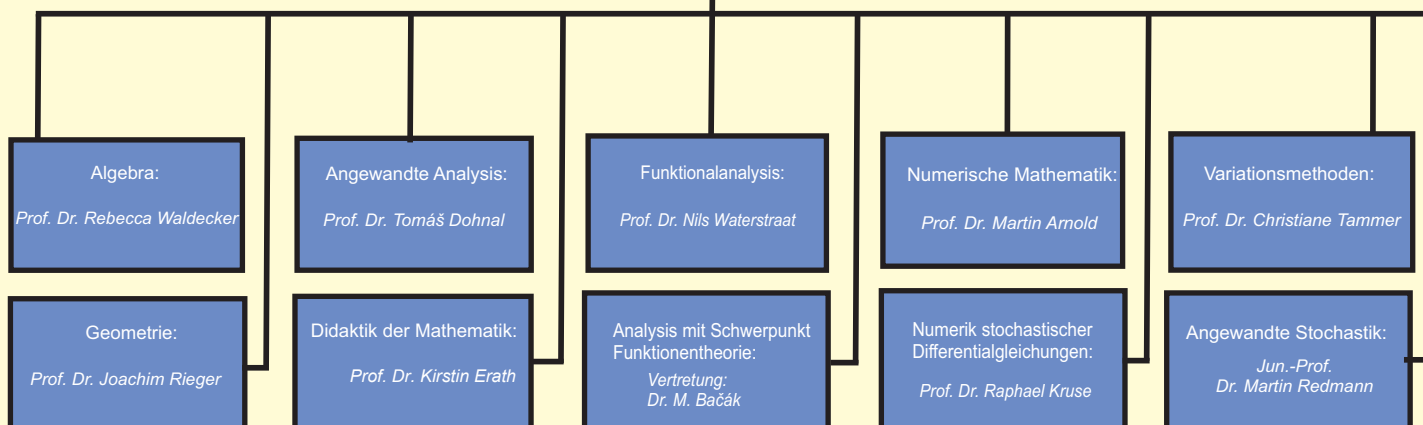 Algebra:
Prof. Dr. Rebecca Waldecker
Angewandte Analysis:
Prof. Dr. Tomáš Dohnal
Funktionalanalysis:
Prof. Dr. Nils Waterstraat
Numerische Mathematik:
Prof. Dr. Martin Arnold
Variationsmethoden:
Prof. Dr. Christiane Tammer
Geometrie:
Prof. Dr. Joachim Rieger
Didaktik der Mathematik:
Prof. Dr. Kirstin Erath
Analysis mit Schwerpunkt
Funktionentheorie:
Vertretung:
Dr. M. Bačák
Numerik stochastischer
Differentialgleichungen:
Prof. Dr. Raphael Kruse
Angewandte Stochastik:
Jun.-Prof.
Dr. Martin Redmann